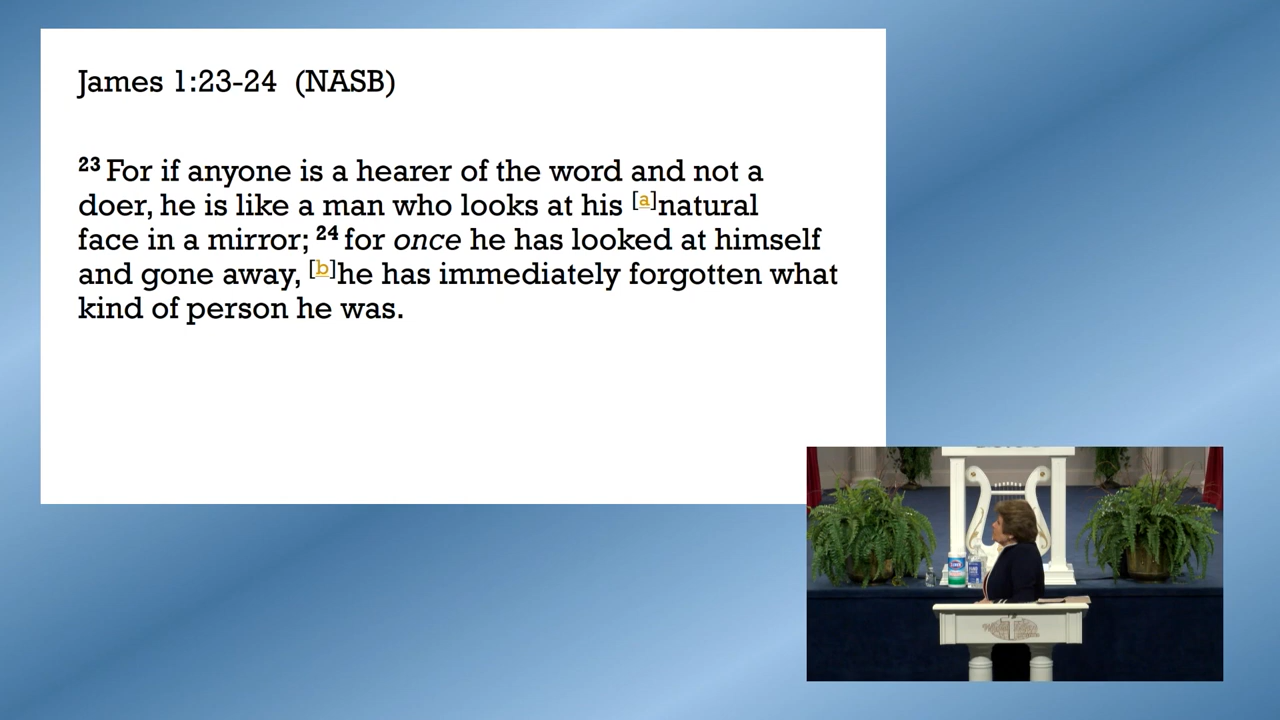 James 1:23-24 (NASB)
23 For if anyone is a hearer of the word and not a
doer, he is like a man who looks at his [a]natural
face in a mirror; 24 for once he has looked at himself
and gone away, [b]he has immediately forgotten what
kind of person he was.